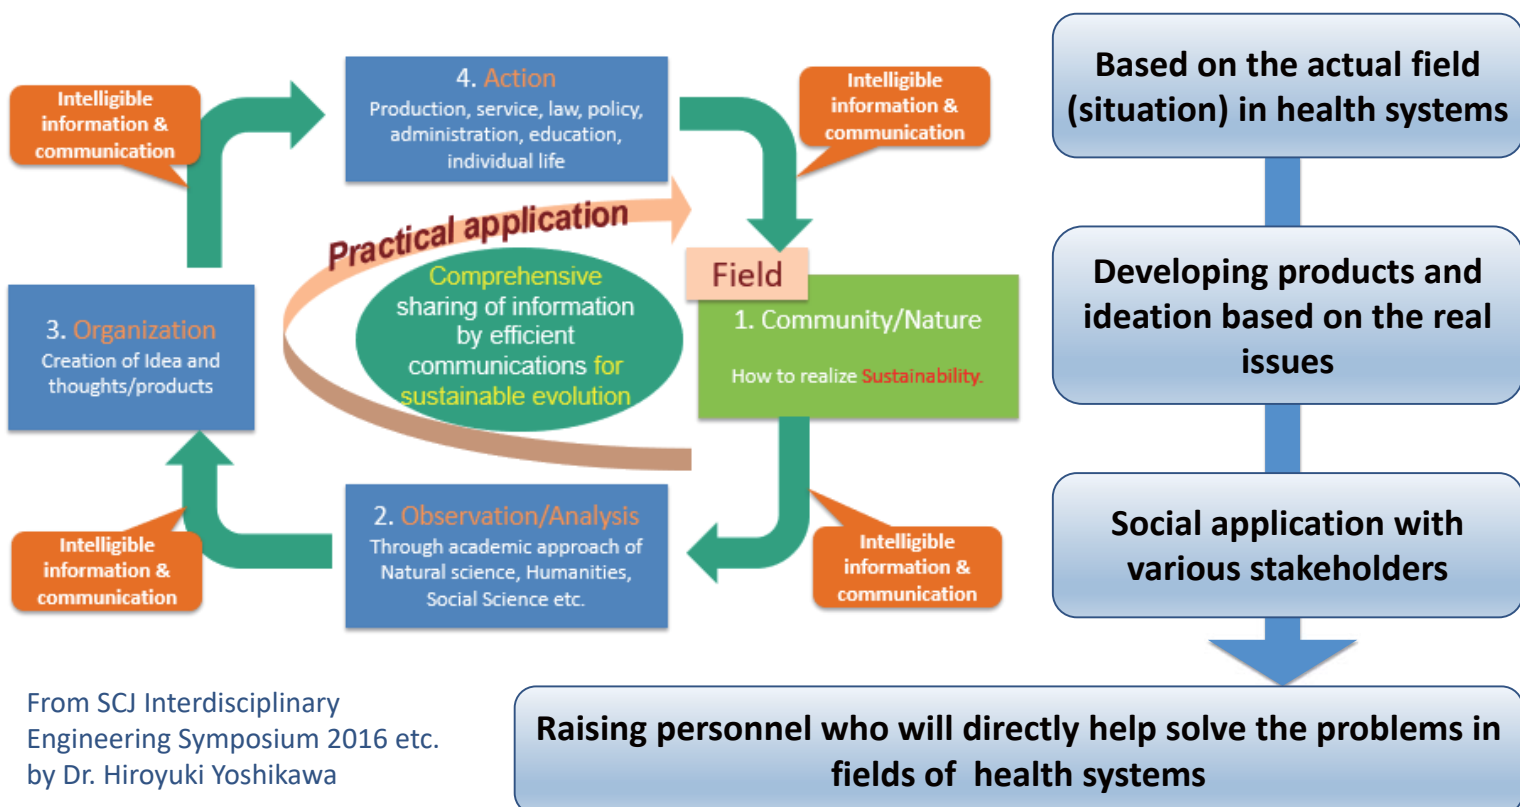 4. Action
Production, service, law, policy,
administration, education,
individual life
Intelligible
information &
communication
Intelligible
information &
communication
Practical application
Comprehensive
sharing of information
by efficient
communications for
sustainable evolution
Field
1. Community/Nature
How to realize Sustainability.
3. Organization
Creation of Idea and
thoughts/products
2. Observation/Analysis
Through academic approach of
Natural science, Humanities,
Social Science etc.
Intelligible
information &
communication
Intelligible
information &
communication
From SCJ Interdisciplinary
Engineering Symposium 2016 etc.
by Dr. Hiroyuki Yoshikawa
Based on the actual field
(situation) in health systems
Developing products and
ideation based on the real
issues
Social application with
various stakeholders
Raising personnel who will directly help solve the problems in
fields of  health systems